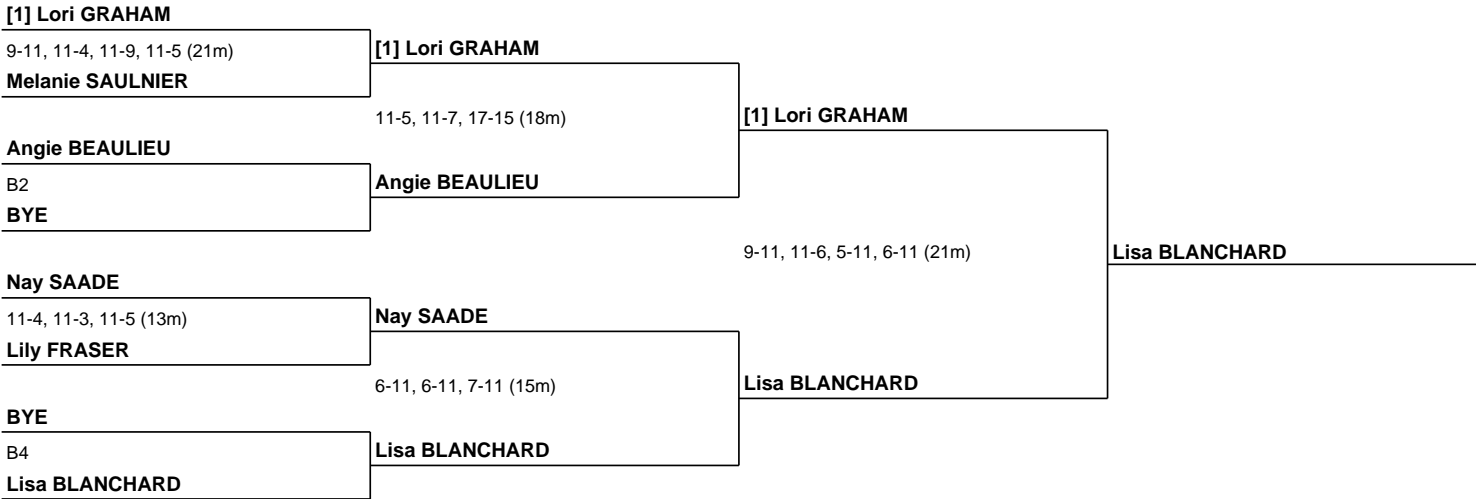 [1] Lori GRAHAM
9-11, 11-4, 11-9, 11-5 (21m)
Melanie SAULNIER
Angie BEAULIEU
B2
BYE
Nay SAADE
11-4, 11-3, 11-5 (13m)
Lily FRASER
BYE
B4
Lisa BLANCHARD
[1] Lori GRAHAM
11-5, 11-7, 17-15 (18m)
Angie BEAULIEU
Nay SAADE
6-11, 6-11, 7-11 (15m)
Lisa BLANCHARD
[1] Lori GRAHAM
9-11, 11-6, 5-11, 6-11 (21m)
Lisa BLANCHARD
Lisa BLANCHARD